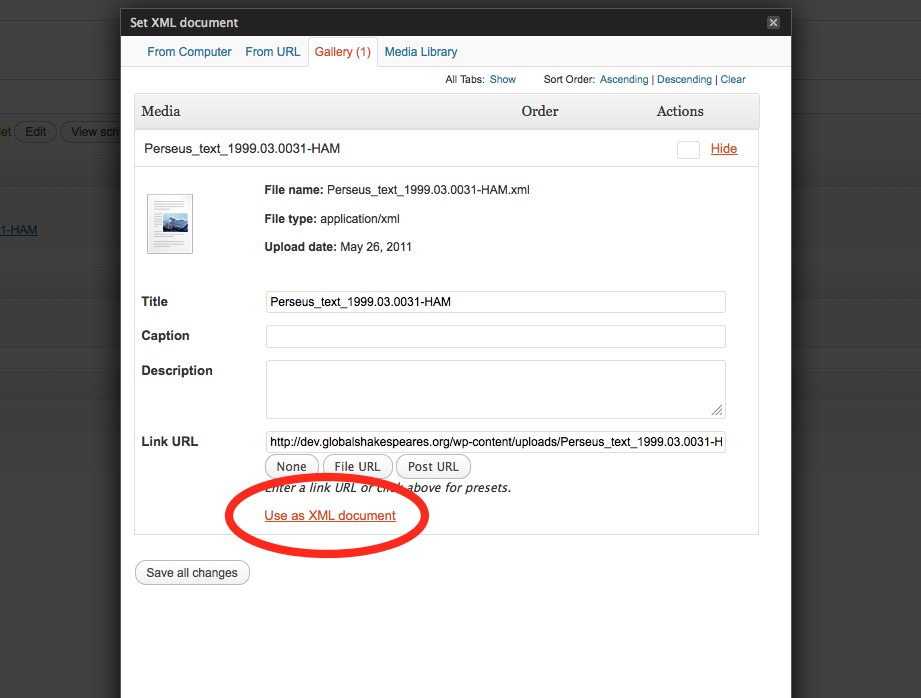 Set XML document
From Computer From URL Gallery (1) Media Library
All Tabs: Show Sort Order: Ascending | Descending | Clear
Media Order Actions
Edit View
Perseus_text_1999.03.0031-HAM Hide
File name: Perseus_text_1999.03.0031-HAM.xml
File type: application/xml
1-HAM
Upload date: May 26, 2011
Title Perseus_text_1999.03.0031-HAM
Caption
Description
Link URL http://dev.globalshakespeares.org/wp-content/uploads/Perseus_text_1999.03.0031-H
None File URL Post URL
Enter a link URL or click above for presets.
Use as XML document
Save all changes